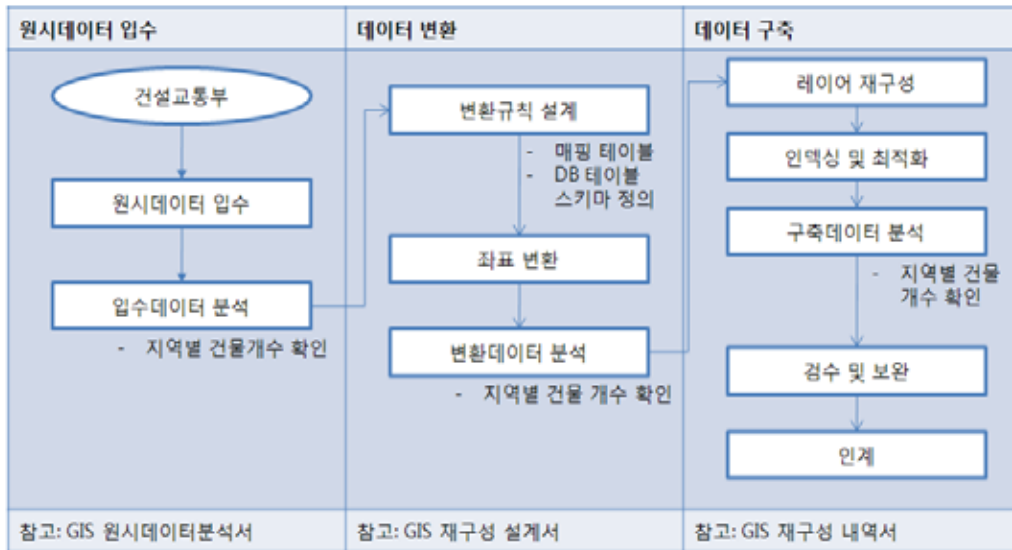 원시데이터 입수
건설교통부
원시데이터 입수
입수데이터 분석
- 지역별 건물개수 확인
참고: GIS 원시데이터분석서
데이터 변환
변환규칙 설계
- 매핑 테이블
- DB 테이블
스키마 정의
좌표 변환
변환데이터 분석
- 지역별 건물 개수 확인
참고: GIS 재구성 설계서
데이터 구축
레이어 재구성
인덱싱 및 최적화
구축데이터 분석
- 지역별 건물
개수 확인
검수 및 보완
인계
참고: GIS 재구성 내역서